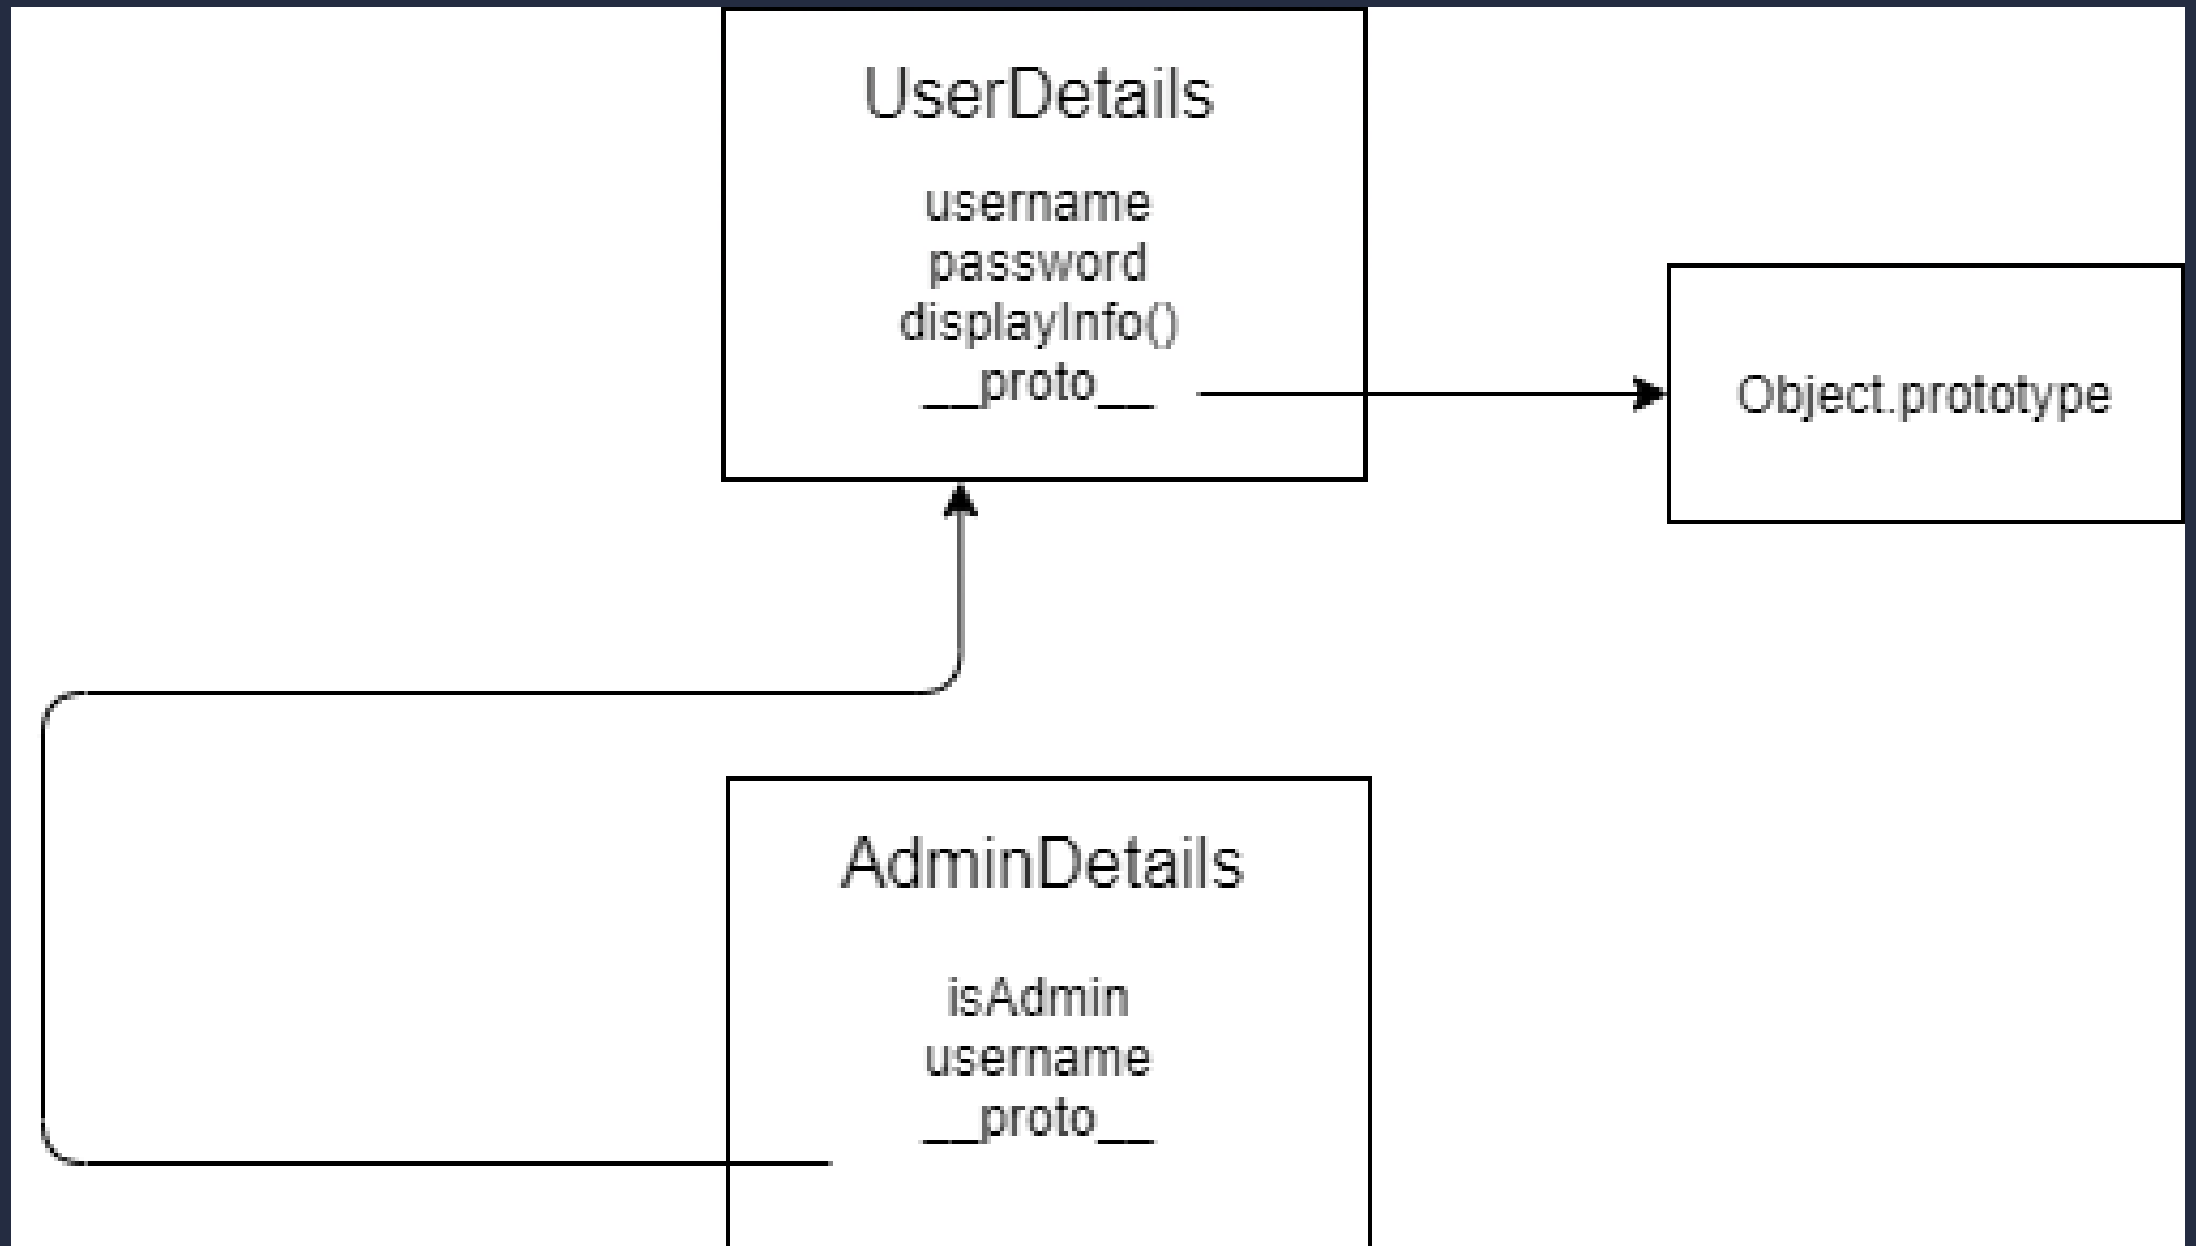 UserDetails
username
password
displayInfo()
__proto__
Object.prototype
AdminDetails
isAdmin
username
__proto__